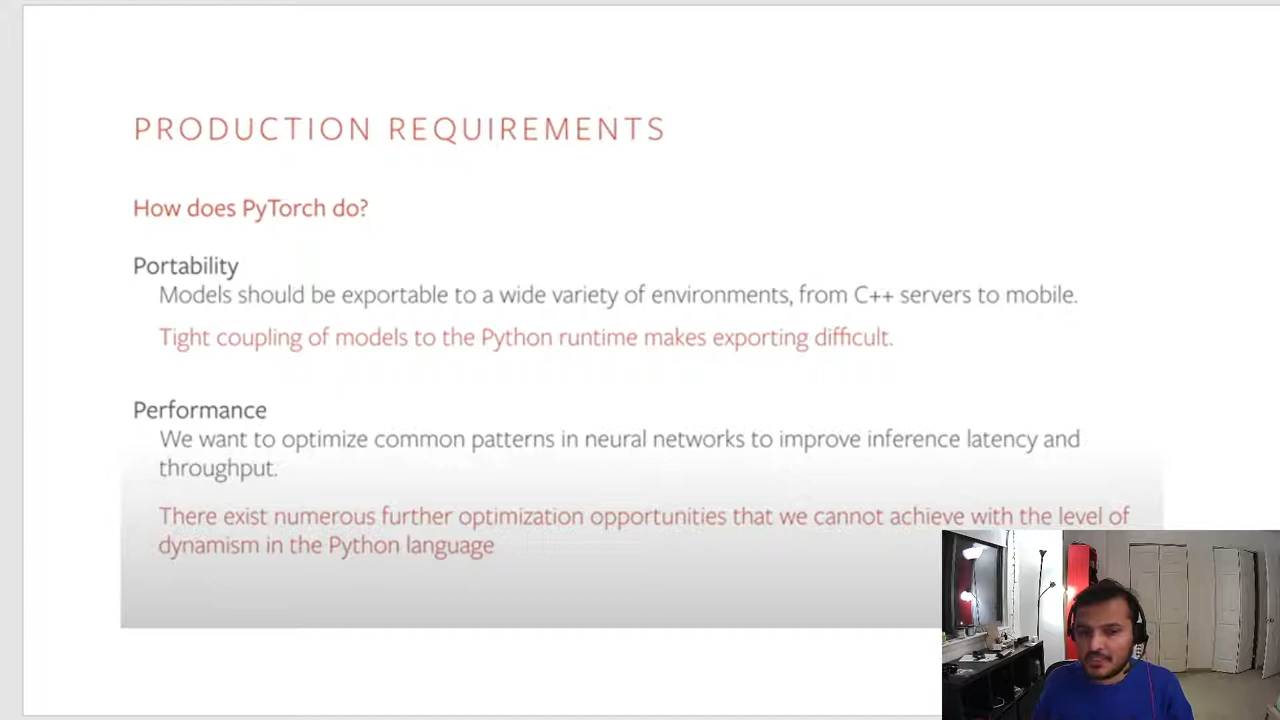 PRODUCTION REQUIREMENTS
How does PyTorch do?
Portability
Models should be exportable to a wide variety of environments, from C++ servers to mobile.
Tight coupling of models to the Python runtime makes exporting difficult.
Performance
We want to optimize common patterns in neural networks to improve inference latency and
throughput.
There exist numerous further optimization opportunities that we cannot achieve with the level of
dynamism in the Python language